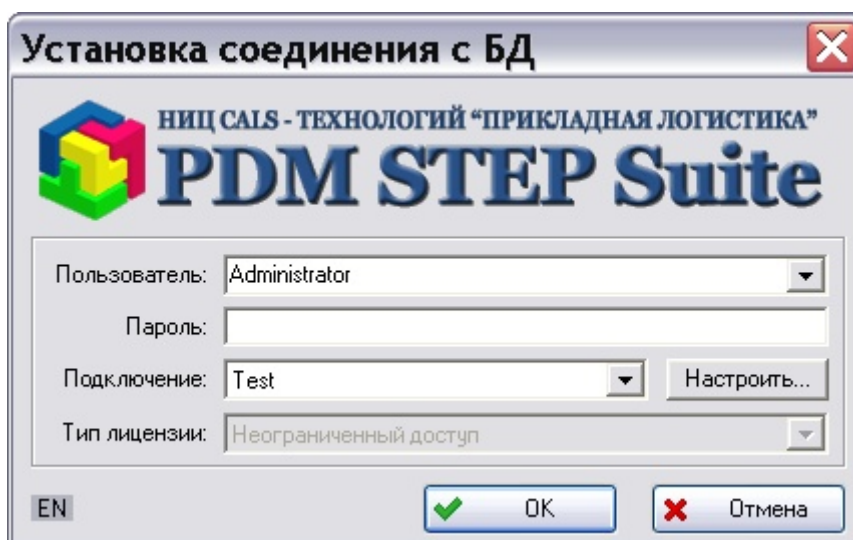 Установка соединения с БД
НИЦ CALS - ТЕХНОЛОГИЙ “ПРИКЛАДНАЯ ЛОГИСТИКА”
PDM STEP Suite
Пользователь: Administrator
Пароль:
Подключение: Test Настроить...
Тип лицензии: Неограниченный доступ
EN OK Отмена